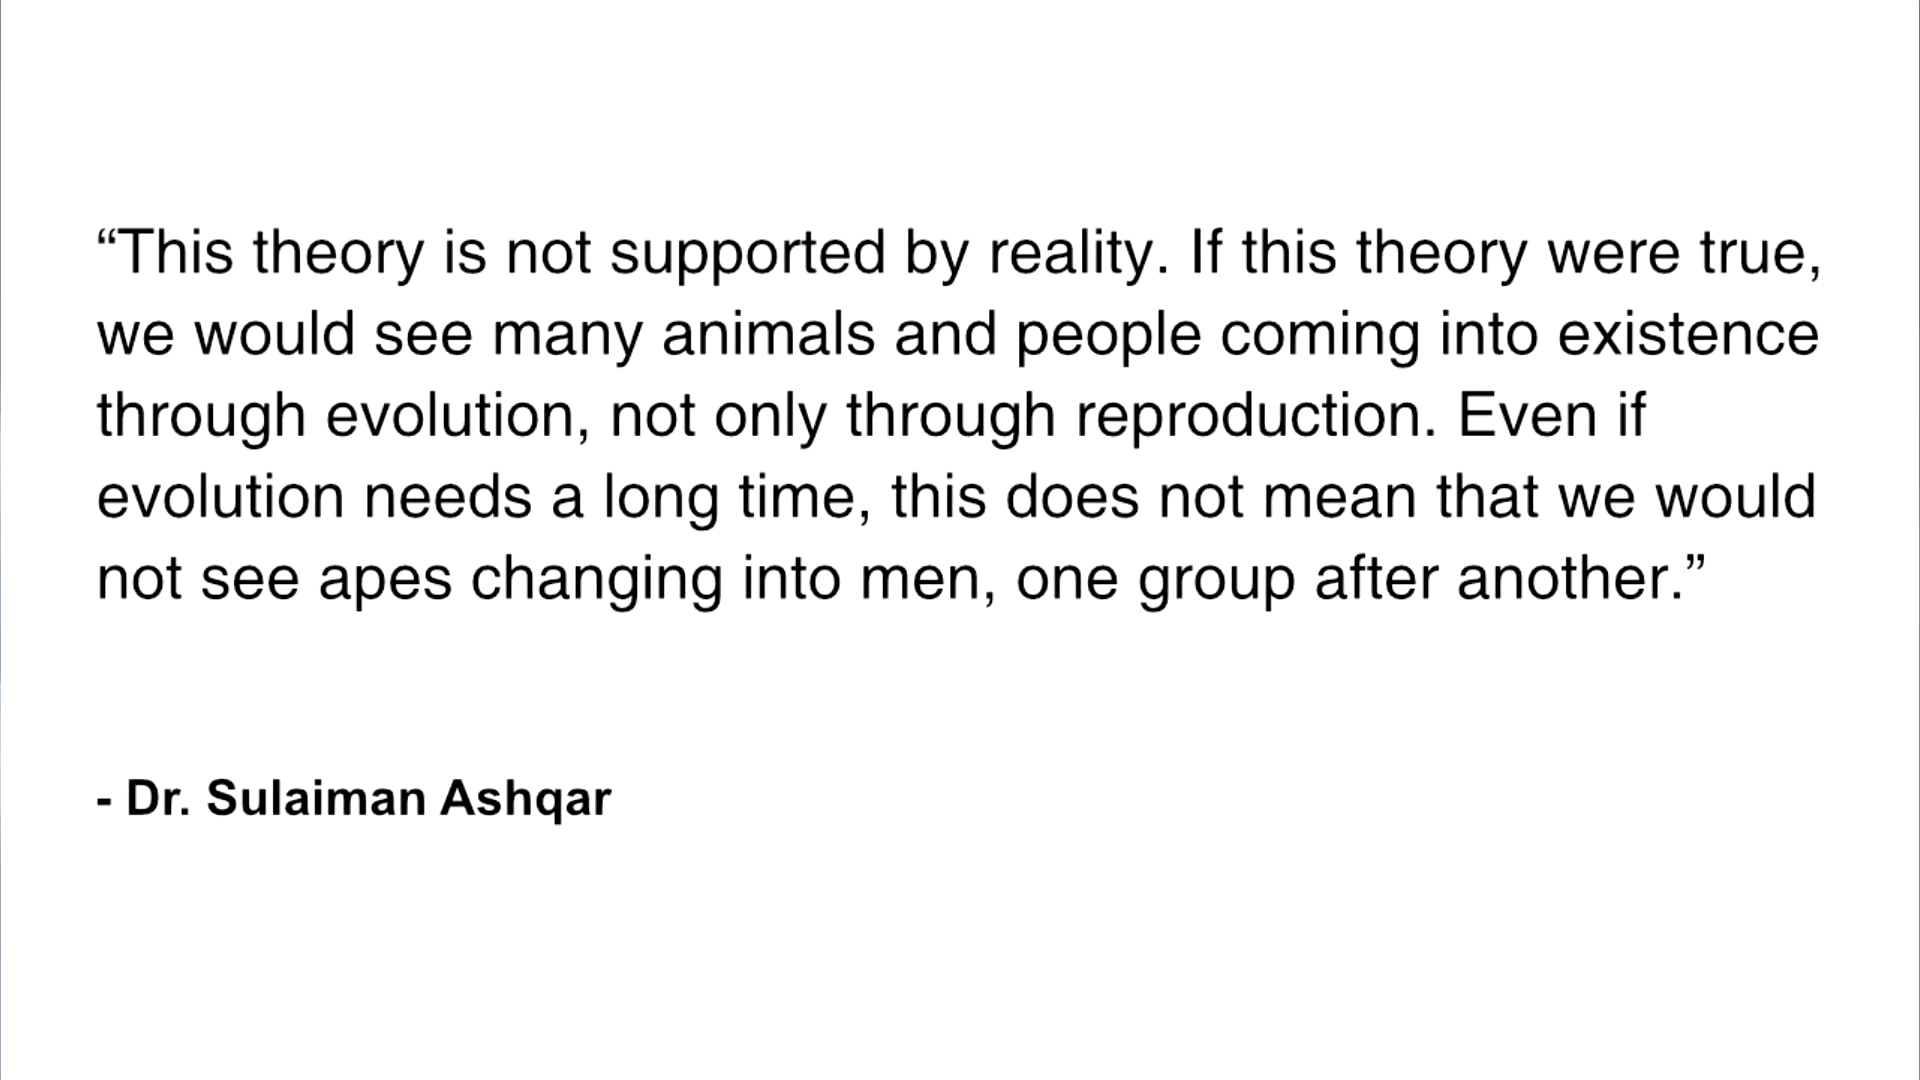 “This theory is not supported by reality. If this theory were true,
we would see many animals and people coming into existence
through evolution, not only through reproduction. Even if
evolution needs a long time, this does not mean that we would
not see apes changing into men, one group after another.”
- Dr. Sulaiman Ashqar